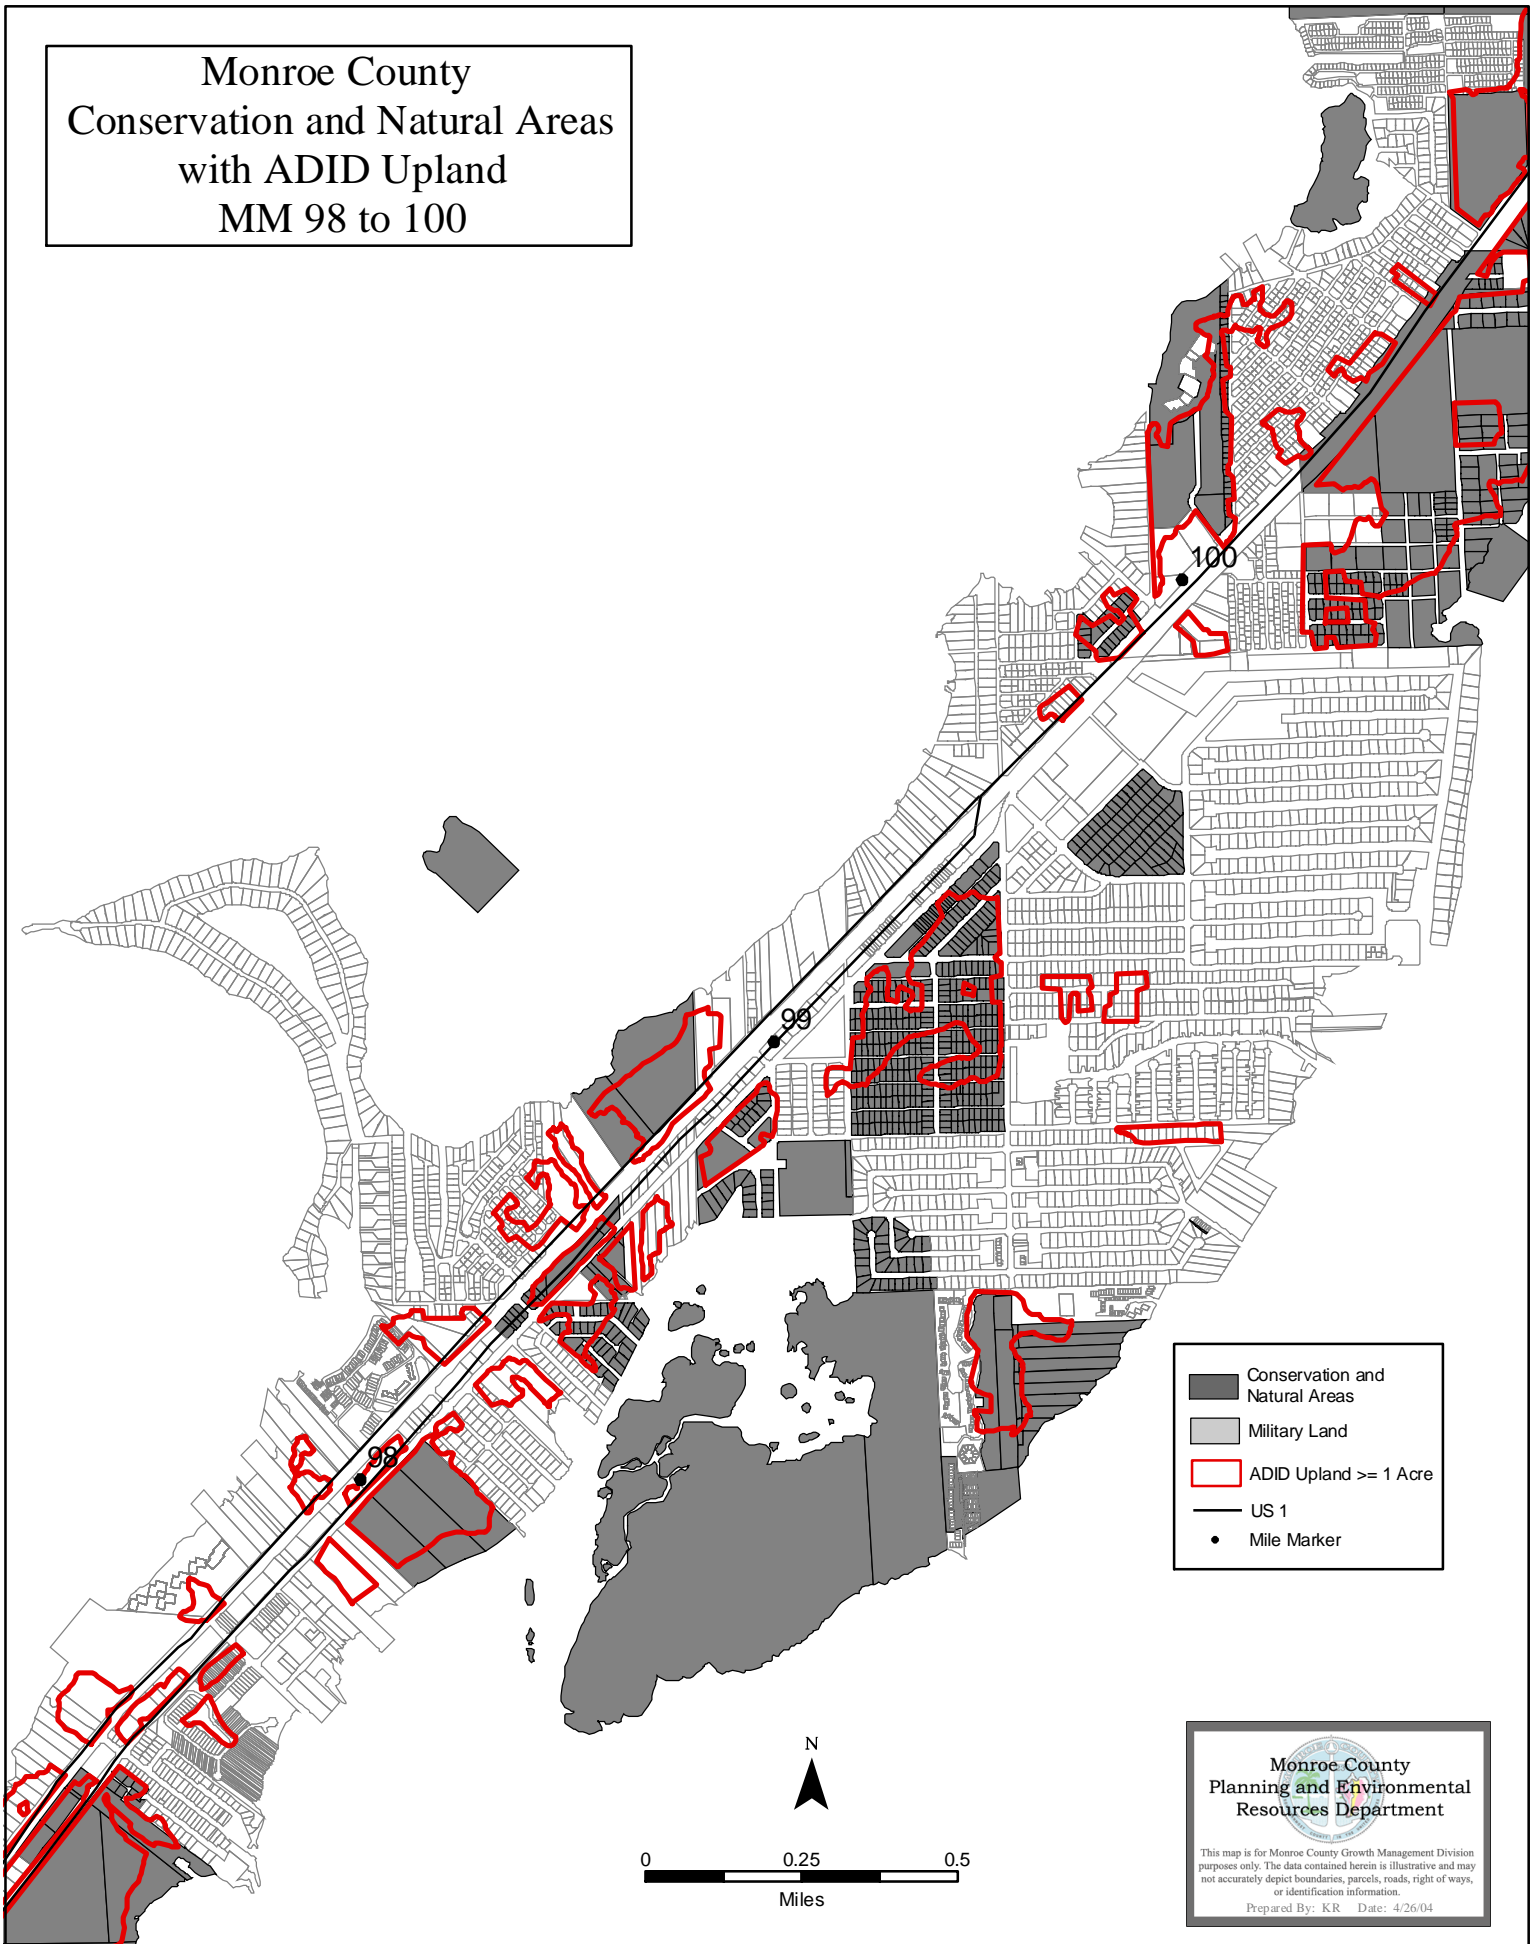 Monroe County
Conservation and Natural Areas
with ADID Upland
MM 98 to 100
100
99
98
Conservation and
Natural Areas
Military Land
ADID Upland >= 1 Acre
US 1
Mile Marker
N
0 0.25 0.5
Miles
Monroe County
Planning and Environmental
Resources Department
This map is for Monroe County Growth Management Division
purposes only. The data contained herein is illustrative and may
not accurately depict boundaries, parcels, roads, right of ways,
or identification information.
Prepared By: KR Date: 4/26/04